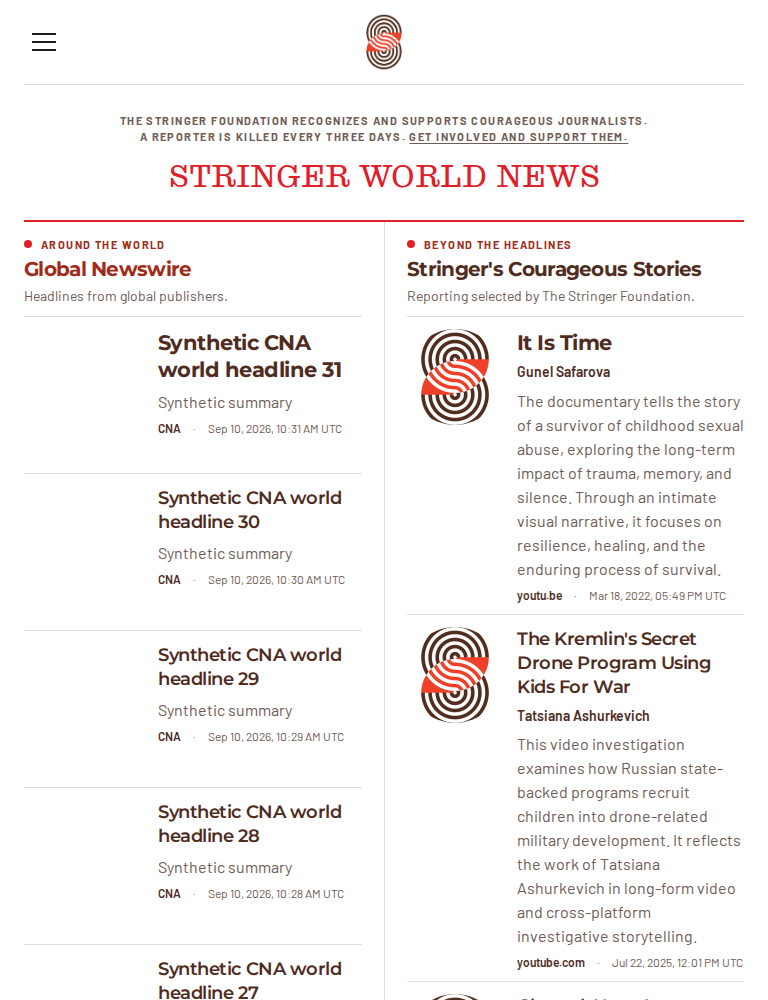 THE STRINGER FOUNDATION RECOGNIZES AND SUPPORTS COURAGEOUS JOURNALISTS.
A REPORTER IS KILLED EVERY THREE DAYS. GET INVOLVED AND SUPPORT THEM.
STRINGER WORLD NEWS
AROUND THE WORLD
Global Newswire
Headlines from global publishers.
Synthetic CNA
world headline 31
Synthetic summary
CNA · Sep 10, 2026, 10:31 AM UTC
Synthetic CNA world
headline 30
Synthetic summary
CNA · Sep 10, 2026, 10:30 AM UTC
Synthetic CNA world
headline 29
Synthetic summary
CNA · Sep 10, 2026, 10:29 AM UTC
Synthetic CNA world
headline 28
Synthetic summary
CNA · Sep 10, 2026, 10:28 AM UTC
Synthetic CNA world
headline 27
BEYOND THE HEADLINES
Stringer's Courageous Stories
Reporting selected by The Stringer Foundation.
It Is Time
Gunel Safarova
The documentary tells the story
of a survivor of childhood sexual
abuse, exploring the long-term
impact of trauma, memory, and
silence. Through an intimate
visual narrative, it focuses on
resilience, healing, and the
enduring process of survival.
youtu.be · Mar 18, 2022, 05:49 PM UTC
The Kremlin's Secret
Drone Program Using
Kids For War
Tatsiana Ashurkevich
This video investigation
examines how Russian state-
backed programs recruit
children into drone-related
military development. It reflects
the work of Tatsiana
Ashurkevich in long-form video
and cross-platform
investigative storytelling.
youtube.com · Jul 22, 2025, 12:01 PM UTC